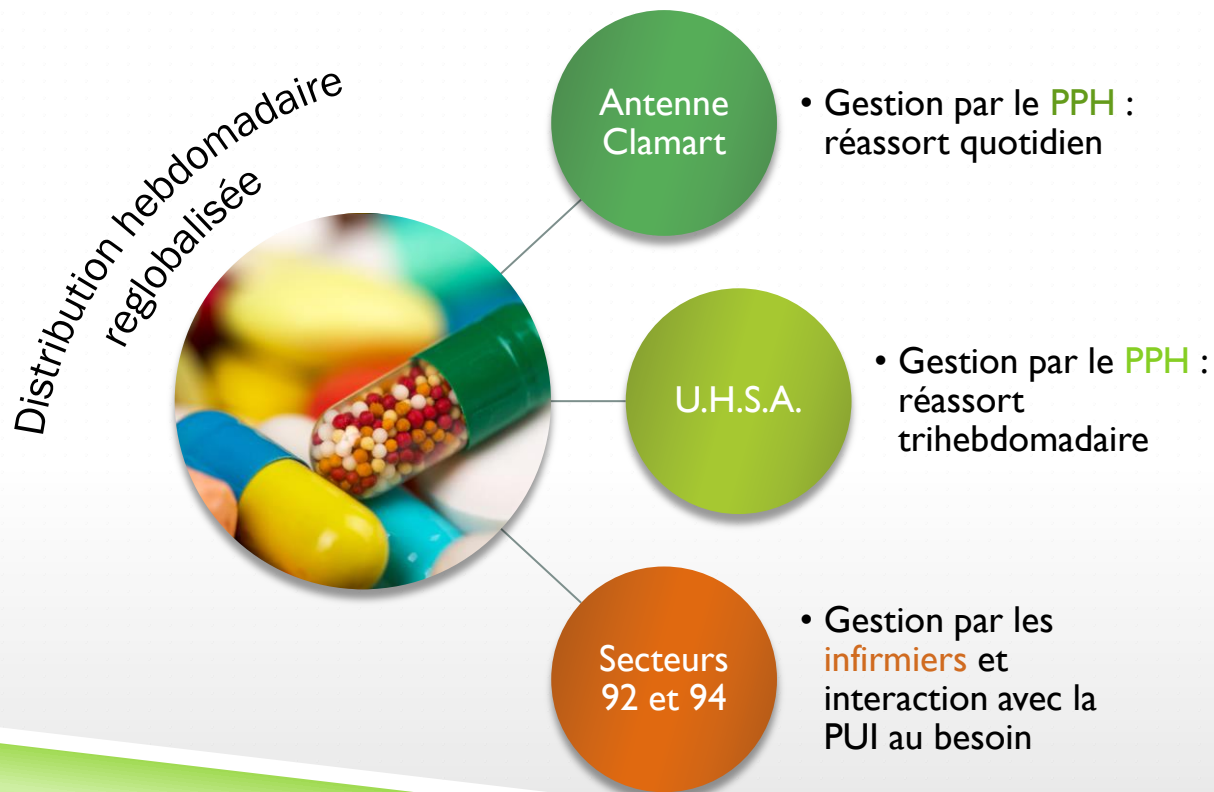 Distribution hebdomadaire
reglobalisée
Antenne
Clamart
• Gestion par le PPH :
réassort quotidien
U.H.S.A.
• Gestion par le PPH :
réassort
trihebdomadaire
Secteurs
92 et 94
• Gestion par les
infirmiers et
interaction avec la
PUI au besoin